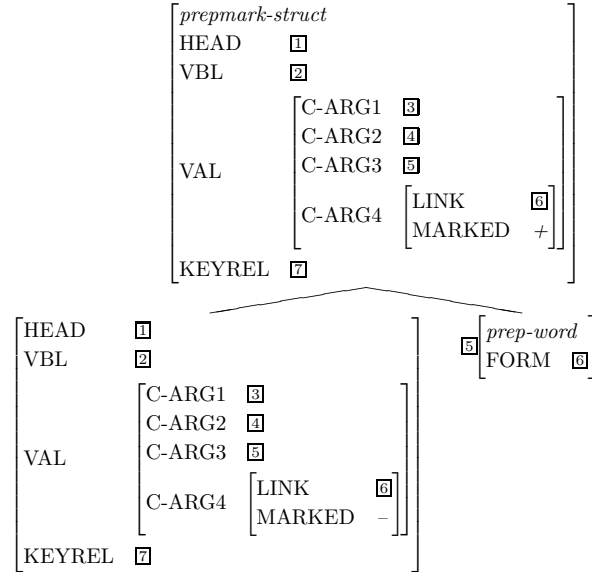 prepmark-struct
HEAD 1
VBL 2
VAL
C-ARG1 3
C-ARG2 4
C-ARG3 5
C-ARG4
LINK 6
MARKED +
KEYREL 7
HEAD 1
VBL 2
VAL
C-ARG1 3
C-ARG2 4
C-ARG3 5
C-ARG4
LINK 6
MARKED –
KEYREL 7
5
prep-word
FORM 6